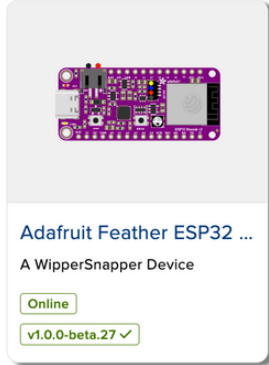 Adafruit Feather ESP32 ...
A WipperSnapper Device
Online
v1.0.0-beta.27 ✓